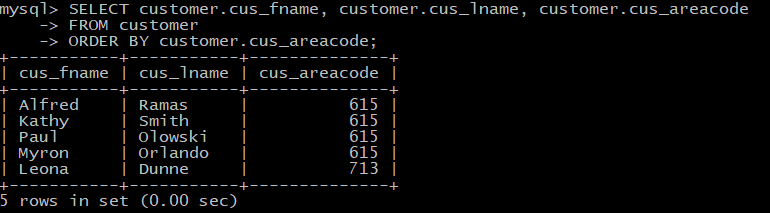 mysql> SELECT customer.cus_fname, customer.cus_lname, customer.cus_areacode
    -> FROM customer
    -> ORDER BY customer.cus_areacode;
+-----------+-----------+--------------+
| cus_fname | cus_lname | cus_areacode |
+-----------+-----------+--------------+
| Alfred    | Ramas     |          615 |
| Kathy     | Smith     |          615 |
| Paul      | Olowski   |          615 |
| Myron     | Orlando   |          615 |
| Leona     | Dunne     |          713 |
+-----------+-----------+--------------+
5 rows in set (0.00 sec)